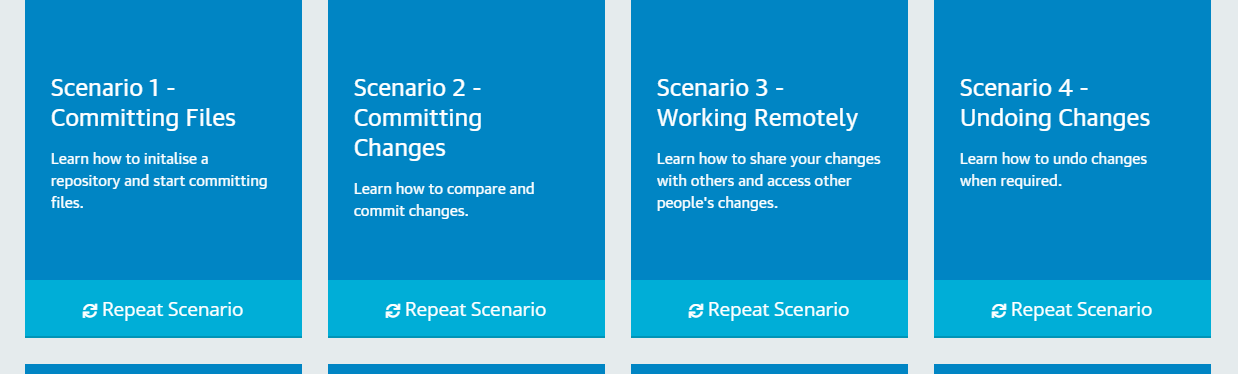 Scenario 1 -
Committing Files
Learn how to initalise a
repository and start committing
files.
Repeat Scenario
Scenario 2 -
Committing
Changes
Learn how to compare and
commit changes.
Repeat Scenario
Scenario 3 -
Working Remotely
Learn how to share your changes
with others and access other
people's changes.
Repeat Scenario
Scenario 4 -
Undoing Changes
Learn how to undo changes
when required.
Repeat Scenario